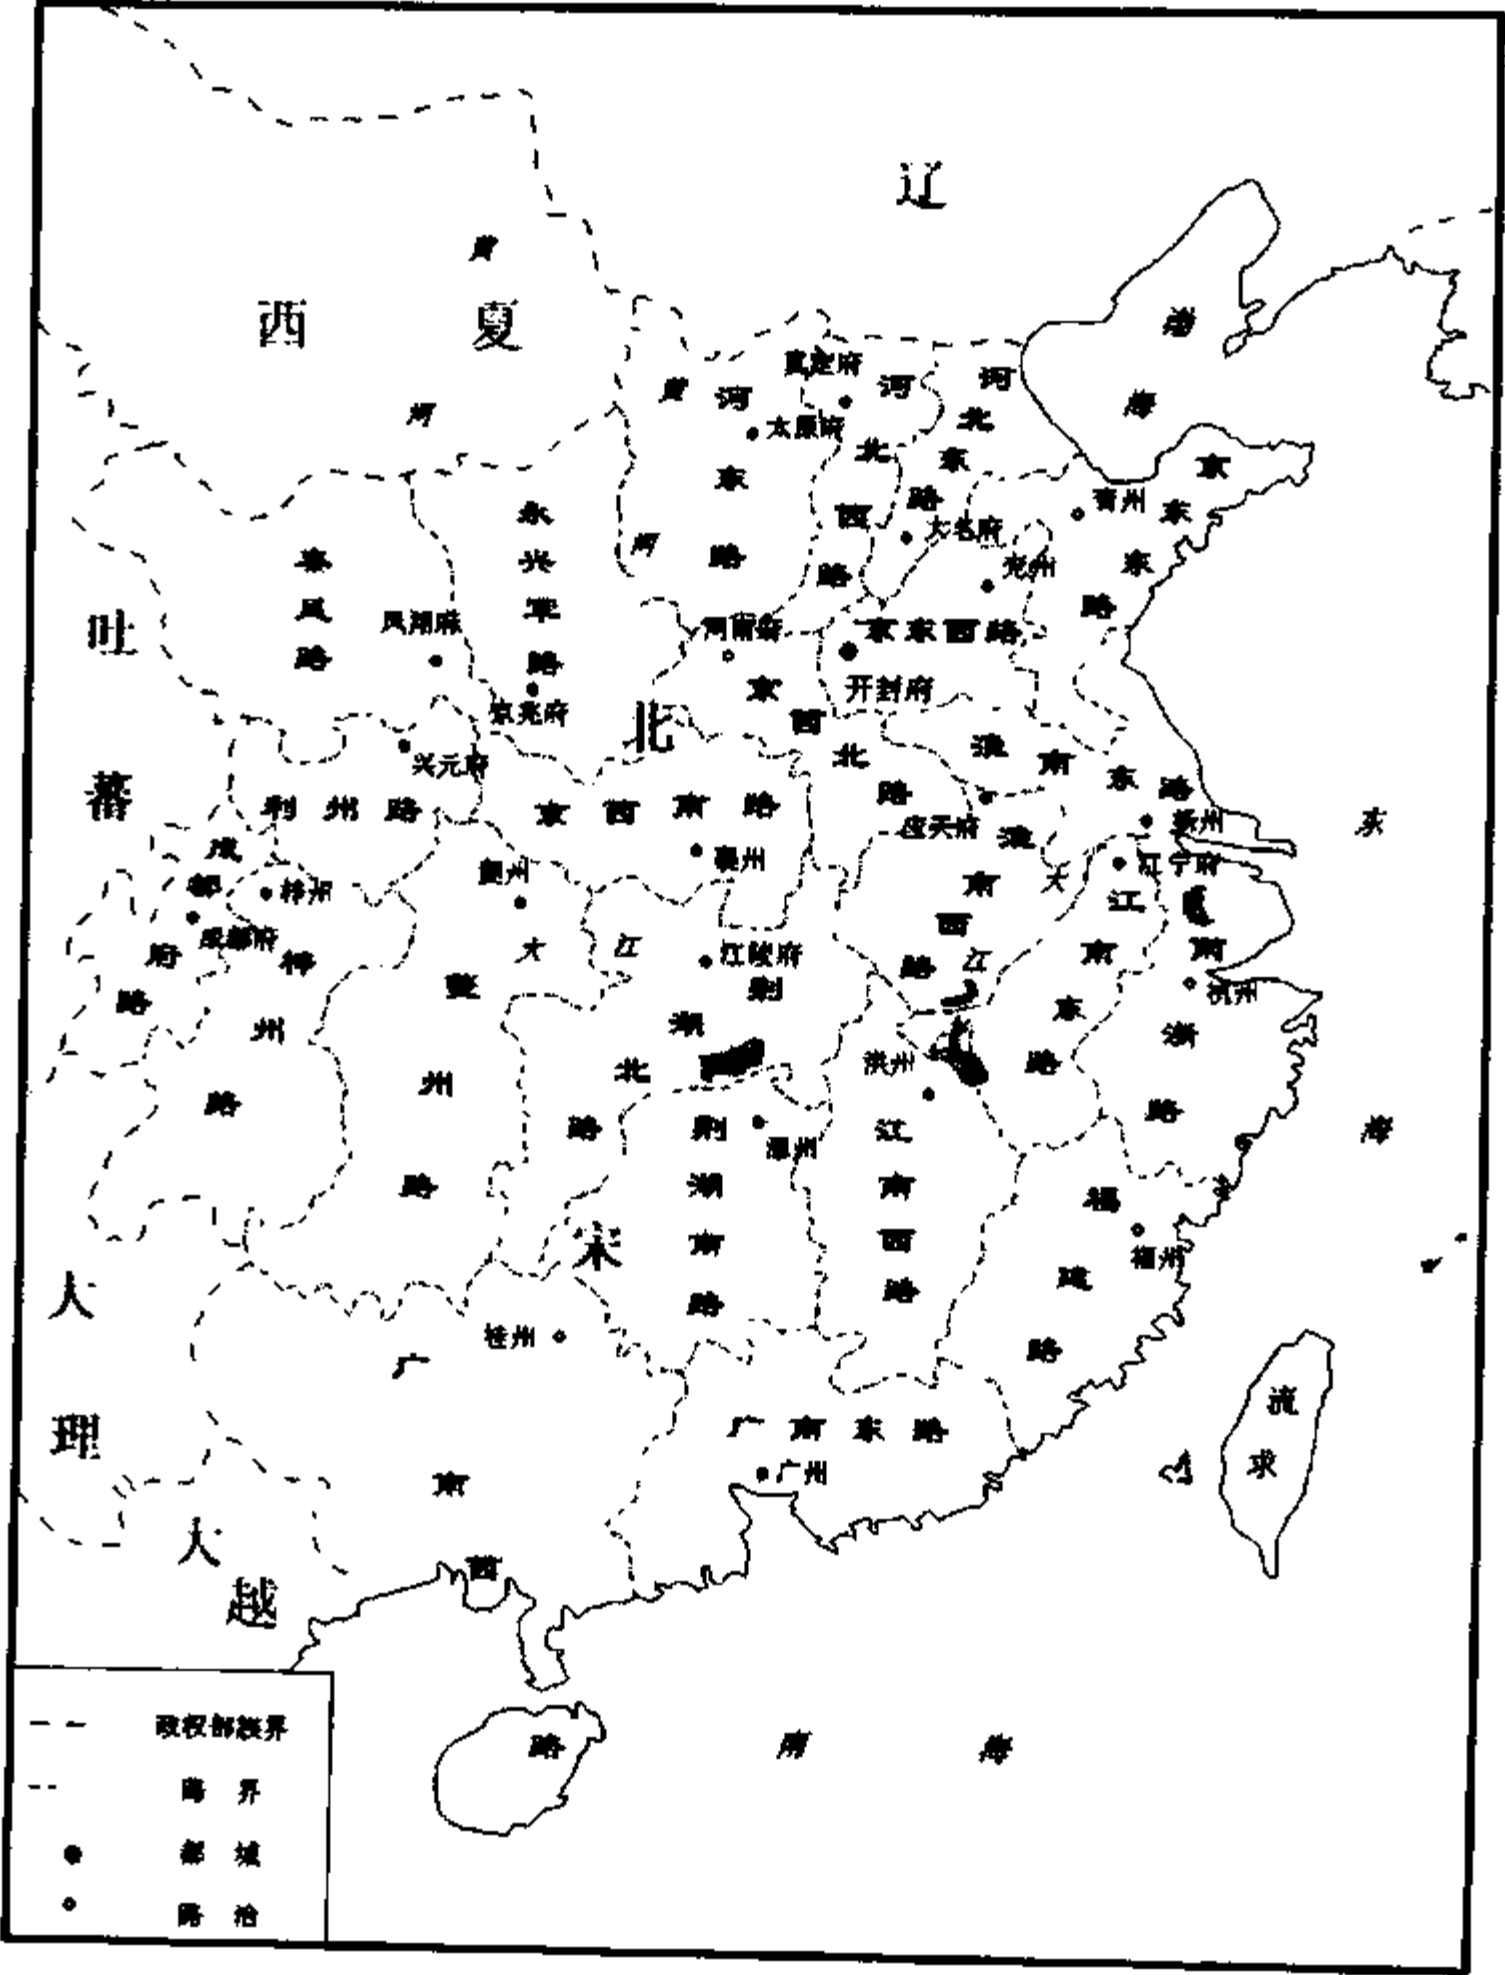 辽
西夏
黄河
渤海
真定府
太原府
河东路
河北西路
河北东路
大名府
京东东路
青州
兖州
京东西路
黄河
秦凤路
凤翔府
永兴军路
京兆府
河南府
开封府
京西北路
吐蕃
北宋
兴元府
利州路
京西南路
襄州
淮南东路
扬州
应天府
淮南西路
成都府路
成都府
梓州
梓州路
夔州
夔州路
大江
江陵府
荆湖北路
大江
江宁府
江南东路
杭州
东海
洪州
荆湖南路
潭州
江南西路
福建路
福州
大理
桂州
广南西路
广南东路
广州
流求
大越
南海
政权部族界
路界
都城
路治